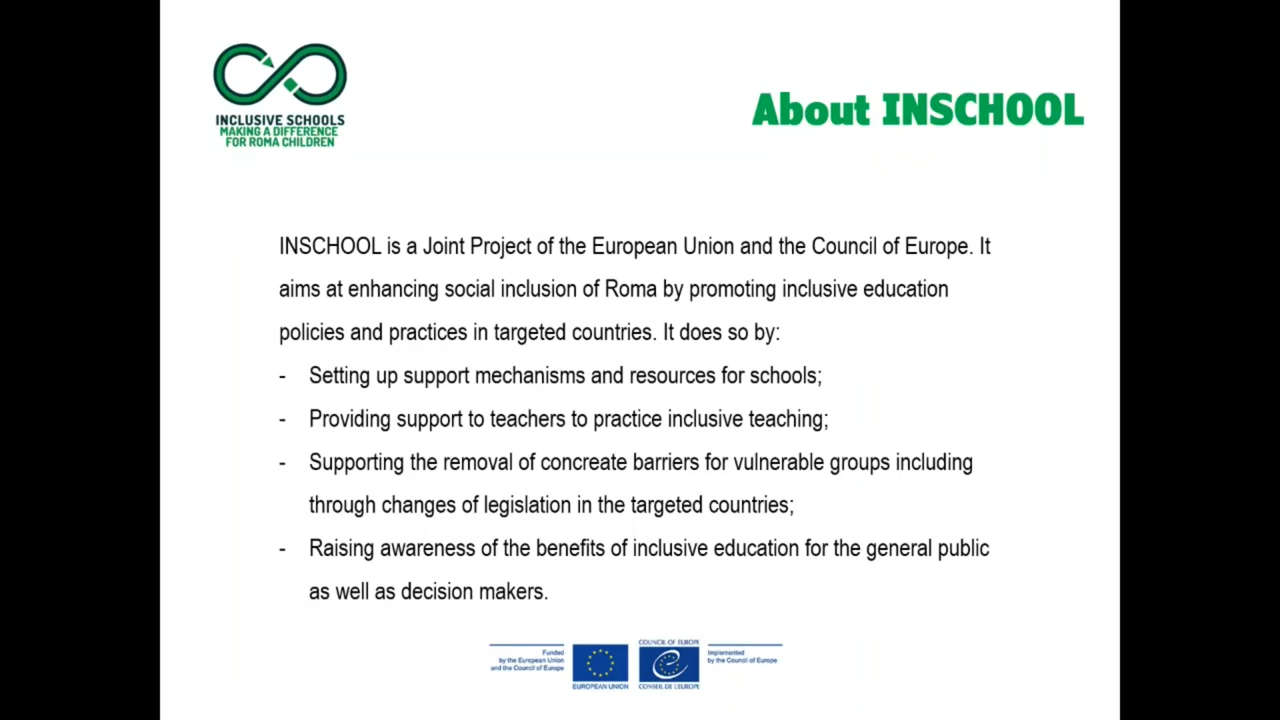 INCLUSIVE SCHOOLS
MAKING A DIFFERENCE
FOR ROMA CHILDREN
About INSCHOOL
INSCHOOL is a Joint Project of the European Union and the Council of Europe. It
aims at enhancing social inclusion of Roma by promoting inclusive education
policies and practices in targeted countries. It does so by:
- Setting up support mechanisms and resources for schools;
- Providing support to teachers to practice inclusive teaching;
- Supporting the removal of concreate barriers for vulnerable groups including
through changes of legislation in the targeted countries;
- Raising awareness of the benefits of inclusive education for the general public
as well as decision makers.
Funded
by the European Union
and the Council of Europe
EUROPEAN UNION
COUNCIL OF EUROPE
CONSEIL DE L'EUROPE
Implemented
by the Council of Europe